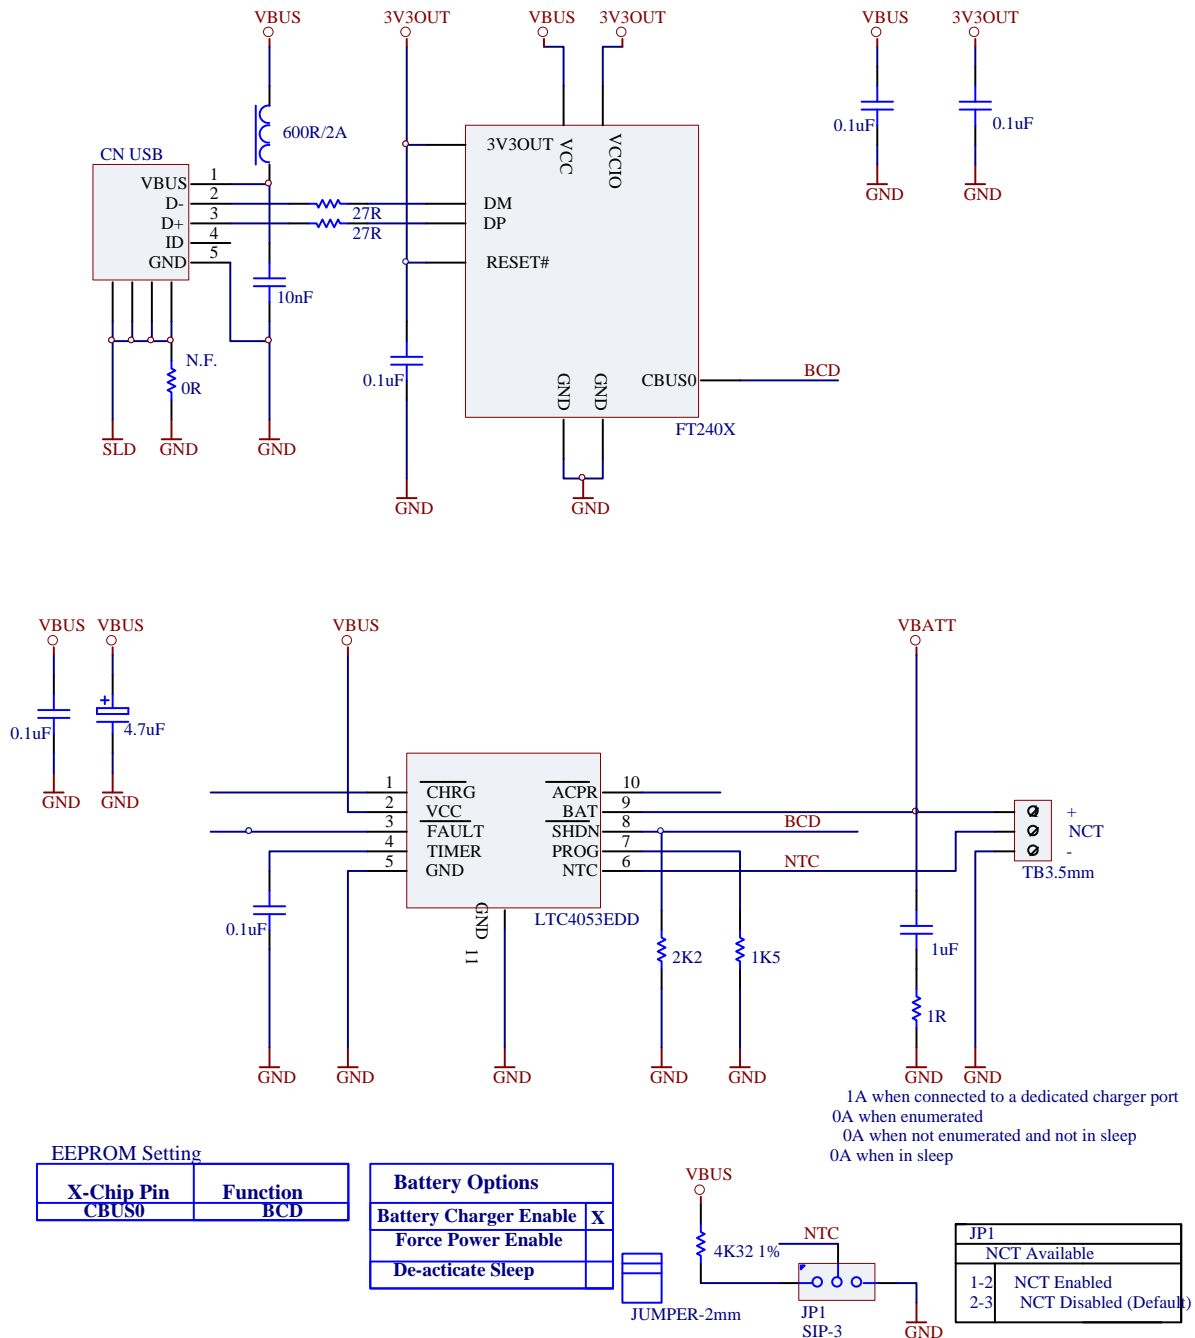 VBUS 3V3OUT VBUS 3V3OUT VBUS 3V3OUT
600R/2A
0.1uF 0.1uF
GND GND
CN USB
VBUS 1
D- 2
D+ 3
ID 4
GND 5
27R
27R
10nF
N.F.
0R
SLD GND GND
0.1uF
GND
3V3OUT
VCC
VCCIO
DM
DP
RESET#
GND
GND
CBUS0
BCD
FT240X
GND
VBUS VBUS VBUS VBATT
0.1uF 4.7uF
GND GND
1 CHRG ACPR 10
2 VCC BAT 9
3 FAULT SHDN 8 BCD
4 TIMER PROG 7
5 GND NTC 6 NTC
GND
11
LTC4053EDD
+
NCT
-
TB3.5mm
0.1uF
2K2 1K5 1uF
1R
GND GND GND GND GND GND GND
1A when connected to a dedicated charger port
0A when enumerated
0A when not enumerated and not in sleep
0A when in sleep
EEPROM Setting
X-Chip Pin Function
CBUS0 BCD
Battery Options
Battery Charger Enable X
Force Power Enable
De-acticate Sleep
JUMPER-2mm
VBUS
4K32 1%
NTC
JP1
SIP-3
GND
JP1
NCT Available
1-2 NCT Enabled
2-3 NCT Disabled (Default)